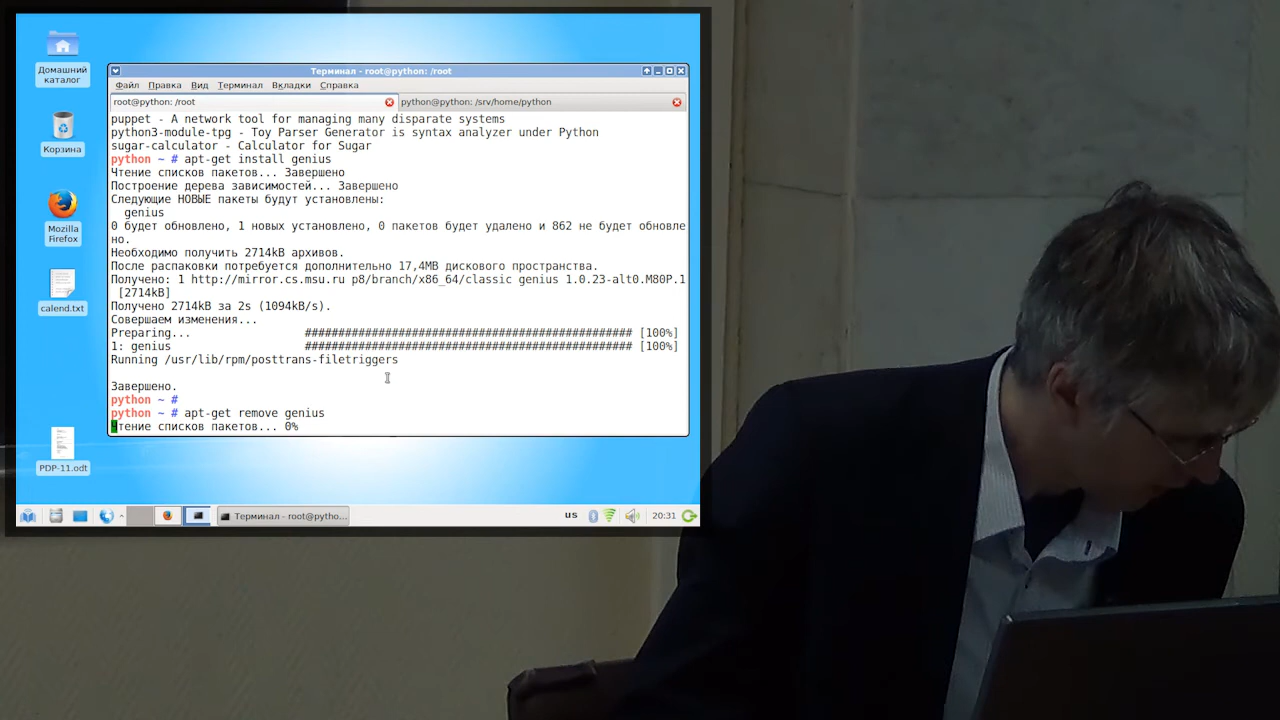 Домашний
каталог
Корзина
Mozilla
Firefox
calend.txt
PDP-11.odt
Терминал - root@python: /root
Файл Правка Вид Терминал Вкладки Справка
root@python: /root
python@python: /srv/home/python
puppet - A network tool for managing many disparate systems
python3-module-tpg - Toy Parser Generator is syntax analyzer under Python
sugar-calculator - Calculator for Sugar
python ~ # apt-get install genius
Чтение списков пакетов... Завершено
Построение дерева зависимостей... Завершено
Следующие НОВЫЕ пакеты будут установлены:
genius
0 будет обновлено, 1 новых установлено, 0 пакетов будет удалено и 862 не будет обновле
но.
Необходимо получить 2714kB архивов.
После распаковки потребуется дополнительно 17,4MB дискового пространства.
Получено: 1 http://mirror.cs.msu.ru p8/branch/x86_64/classic genius 1.0.23-alt0.M80P.1
[2714kB]
Получено 2714kB за 2s (1094kB/s).
Совершаем изменения...
Preparing... ################################################# [100%]
1: genius ################################################# [100%]
Running /usr/lib/rpm/posttrans-filetriggers
Завершено.
python ~ #
python ~ # apt-get remove genius
Чтение списков пакетов... 0%
Терминал - root@pytho...
us
20:31